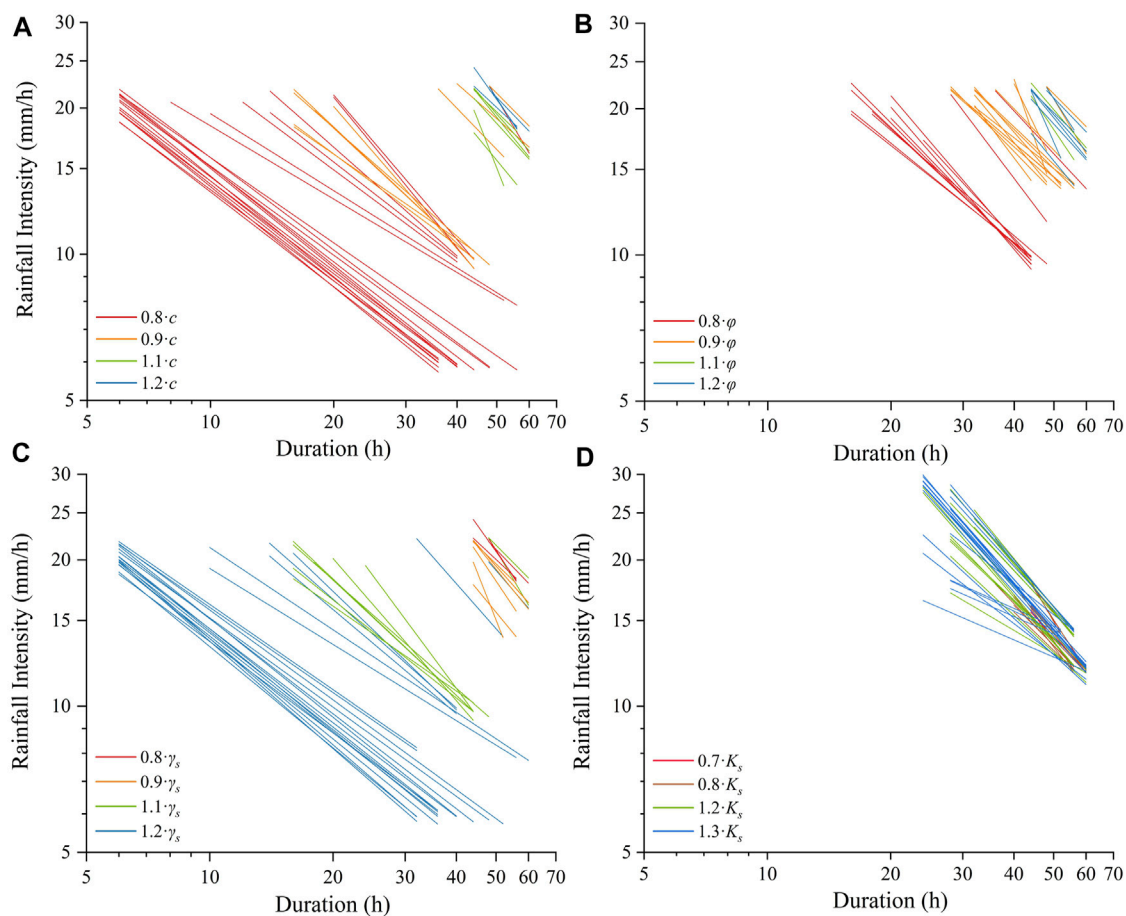 A
Rainfall Intensity (mm/h)
30
25
20
15
10
5
0.8·c
0.9·c
1.1·c
1.2·c
5 10 20 30 40 50 60 70
Duration (h)
B
30
25
20
15
10
5
0.8·φ
0.9·φ
1.1·φ
1.2·φ
5 10 20 30 40 50 60 70
Duration (h)
C
Rainfall Intensity (mm/h)
30
25
20
15
10
5
0.8·γs
0.9·γs
1.1·γs
1.2·γs
5 10 20 30 40 50 60 70
Duration (h)
D
Rainfall Intensity (mm/h)
30
25
20
15
10
5
0.7·Ks
0.8·Ks
1.2·Ks
1.3·Ks
5 10 20 30 40 50 60 70
Duration (h)